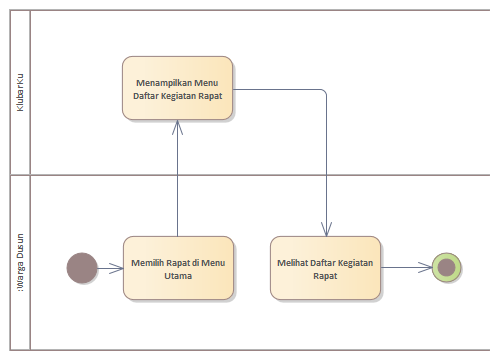 KlubarKu
Menampilkan Menu
Daftar Kegiatan Rapat
:Warga Dusun
Memilih Rapat di Menu
Utama
Melihat Daftar Kegiatan
Rapat